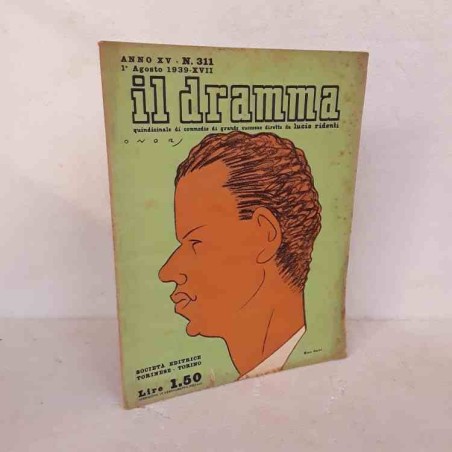 ANNO XV - N. 311
1° Agosto 1939-XVII
il dramma
quindicinale di commedie di grande successo diretto da lucio ridenti
ONORJ
SOCIETÀ EDITRICE
TORINESE - TORINO
Lire 1,50